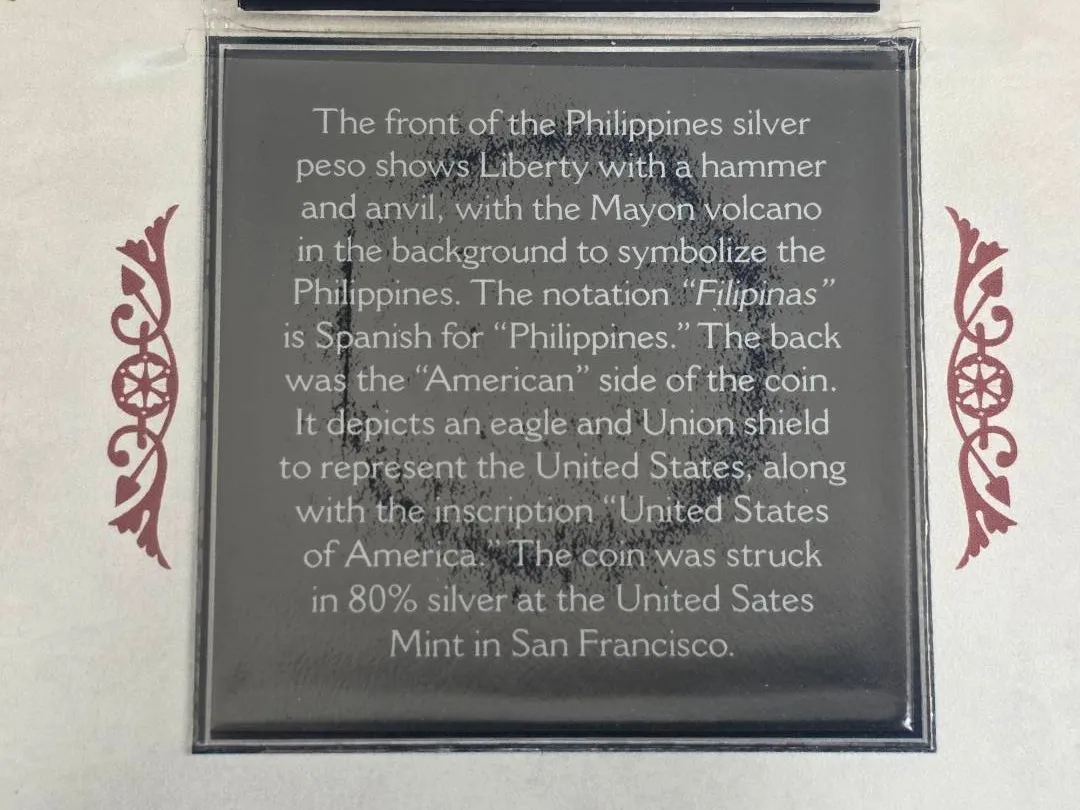 The front of the Philippines silver
peso shows Liberty with a hammer
and anvil, with the Mayon volcano
in the background to symbolize the
Philippines. The notation “Filipinas”
is Spanish for “Philippines.” The back
was the “American” side of the coin.
It depicts an eagle and Union shield
to represent the United States, along
with the inscription “United States
of America.” The coin was struck
in 80% silver at the United Sates
Mint in San Francisco.